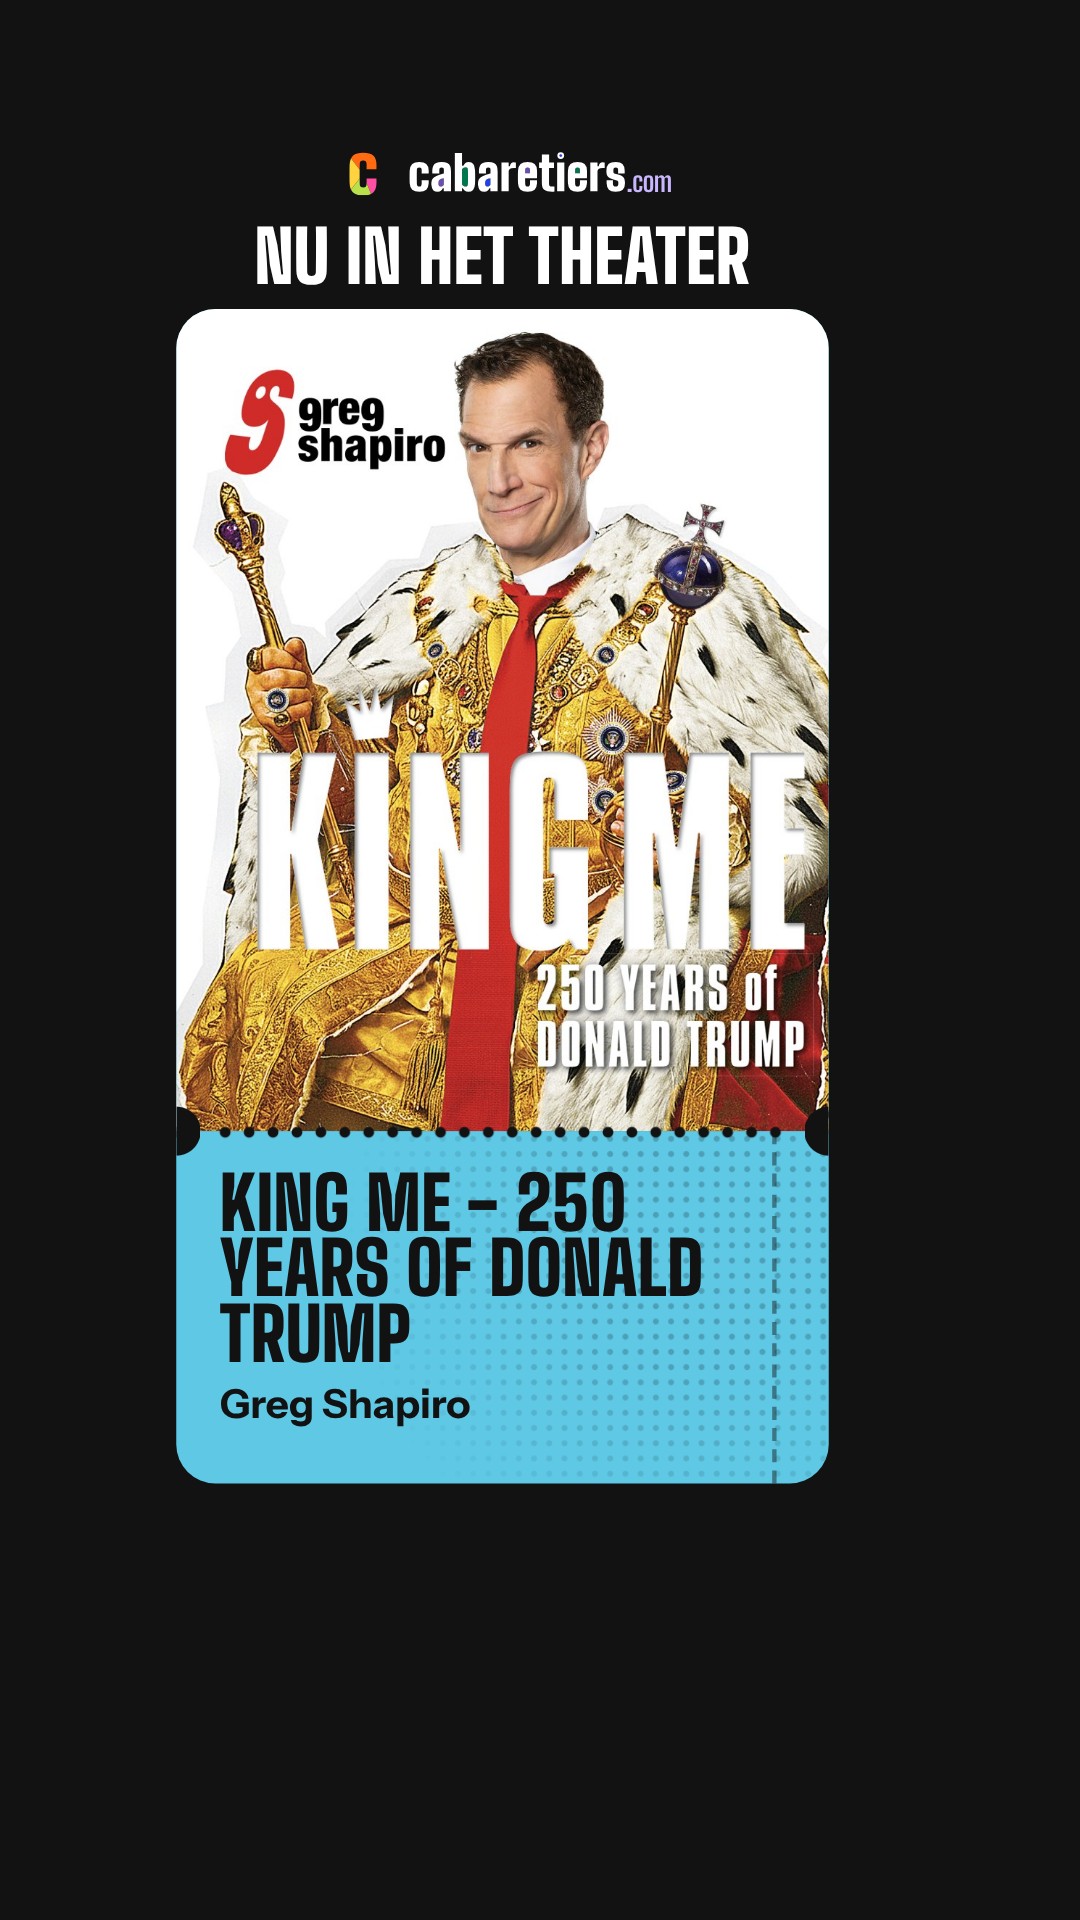 C cabaretiers.com
NU IN HET THEATER
greg
shapiro
KING ME
250 YEARS of
DONALD TRUMP
KING ME – 250
YEARS OF DONALD
TRUMP
Greg Shapiro